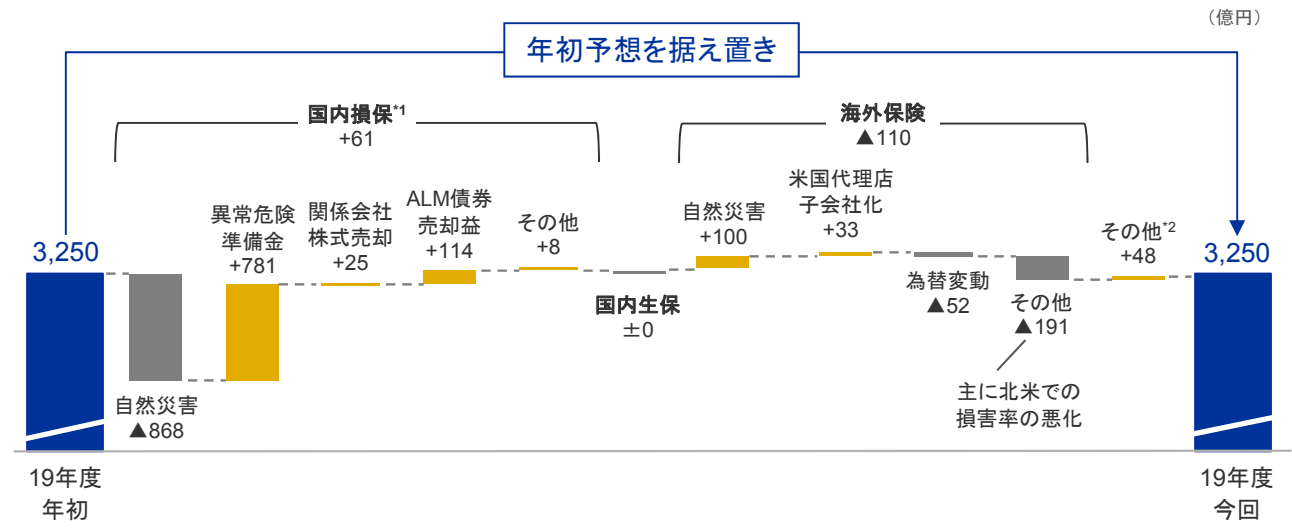 （億円）
年初予想を据え置き
国内損保*1
+61
海外保険
▲110
3,250
自然災害
▲868
異常危険
準備金
+781
関係会社
株式売却
+25
ALM債券
売却益
+114
その他
+8
国内生保
±0
自然災害
+100
米国代理店
子会社化
+33
為替変動
▲52
その他
▲191
主に北米での
損害率の悪化
その他*2
+48
3,250
19年度
年初
19年度
今回